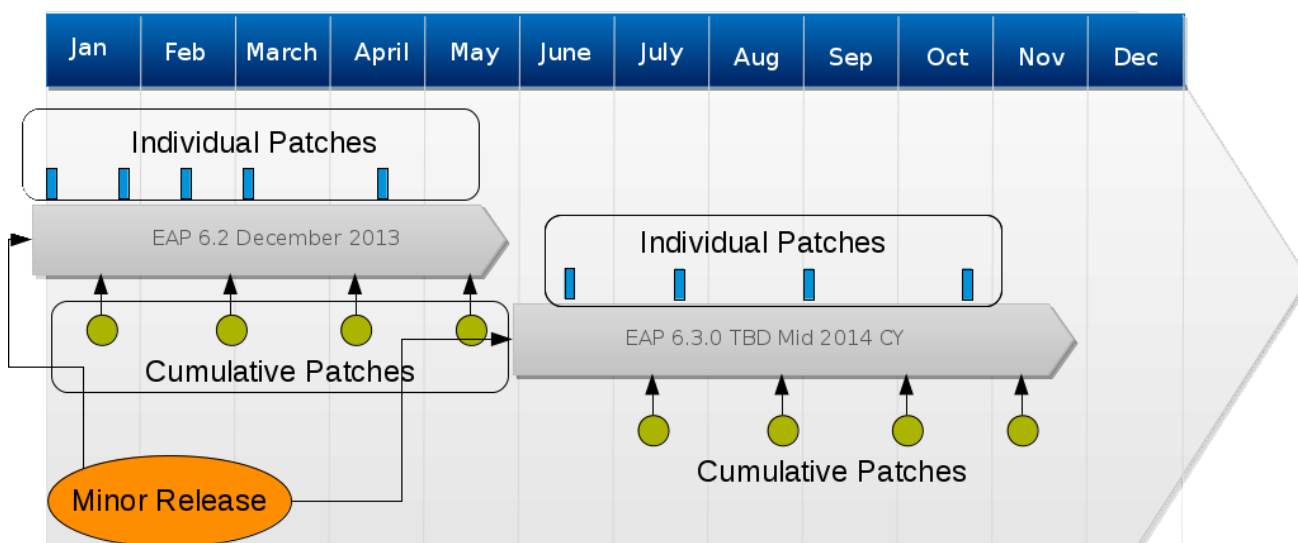 Jan Feb March April May June July Aug Sep Oct Nov Dec
Individual Patches
EAP 6.2 December 2013
Individual Patches
EAP 6.3.0 TBD Mid 2014 CY
Cumulative Patches
Cumulative Patches
Minor Release